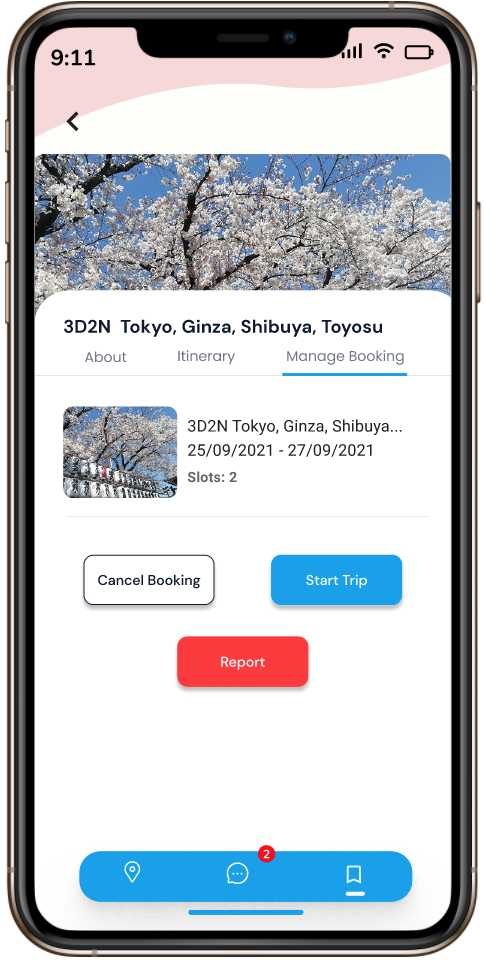 9:11
3D2N Tokyo, Ginza, Shibuya, Toyosu
About Itinerary Manage Booking
3D2N Tokyo, Ginza, Shibuya...
25/09/2021 - 27/09/2021
Slots: 2
Cancel Booking Start Trip
Report
2